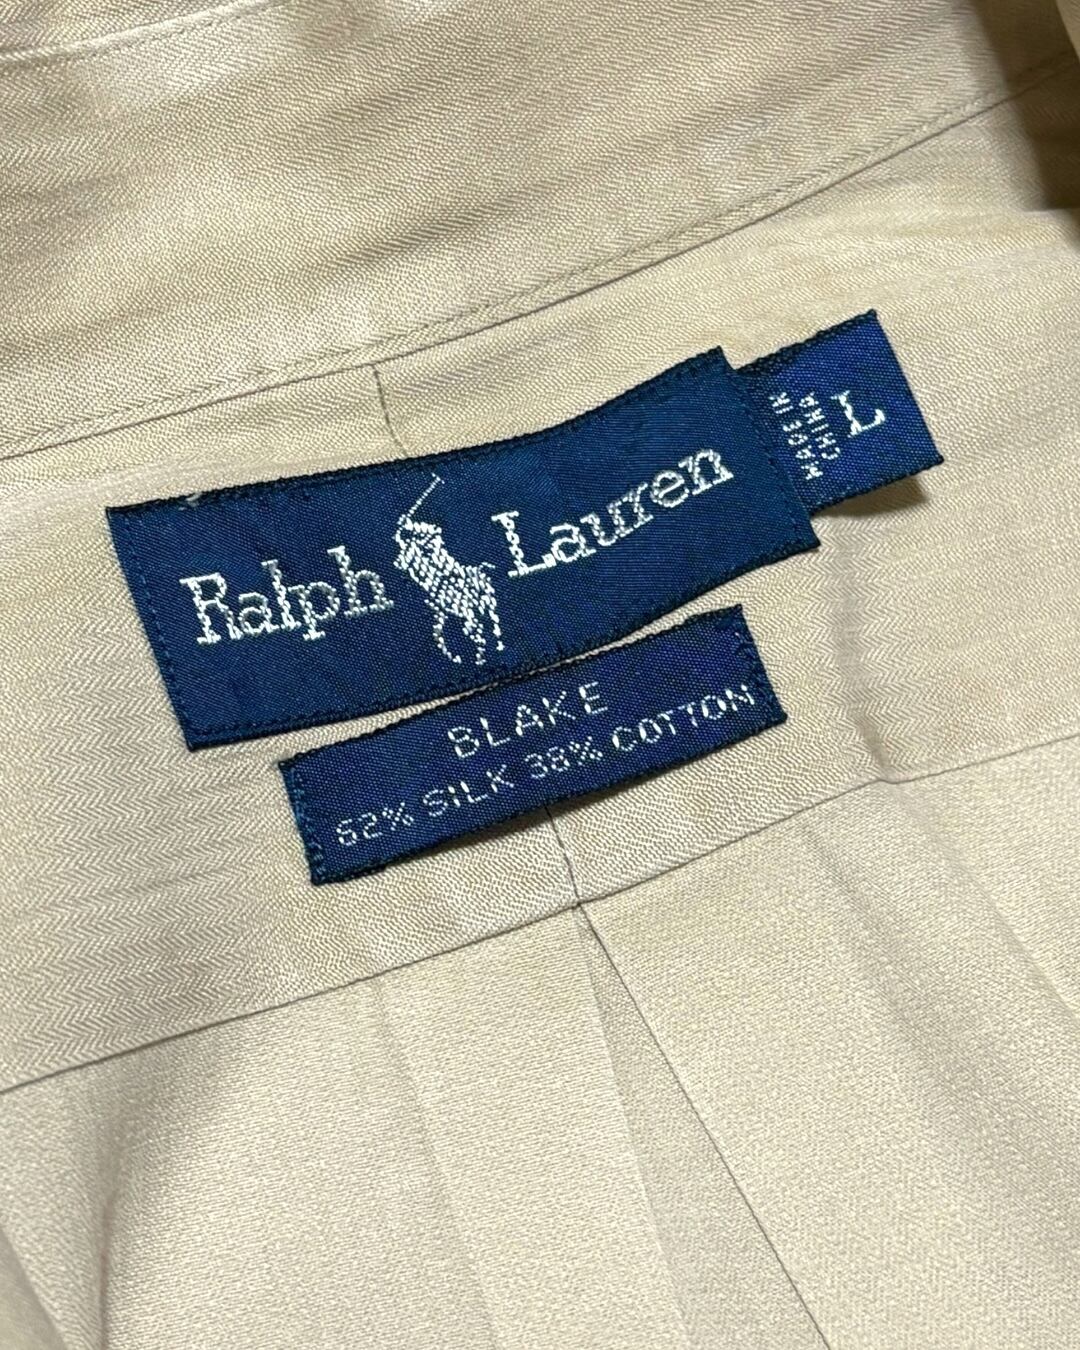 Ralph Lauren
MADE IN
CHINA
L
BLAKE
62% SILK 38% COTTON